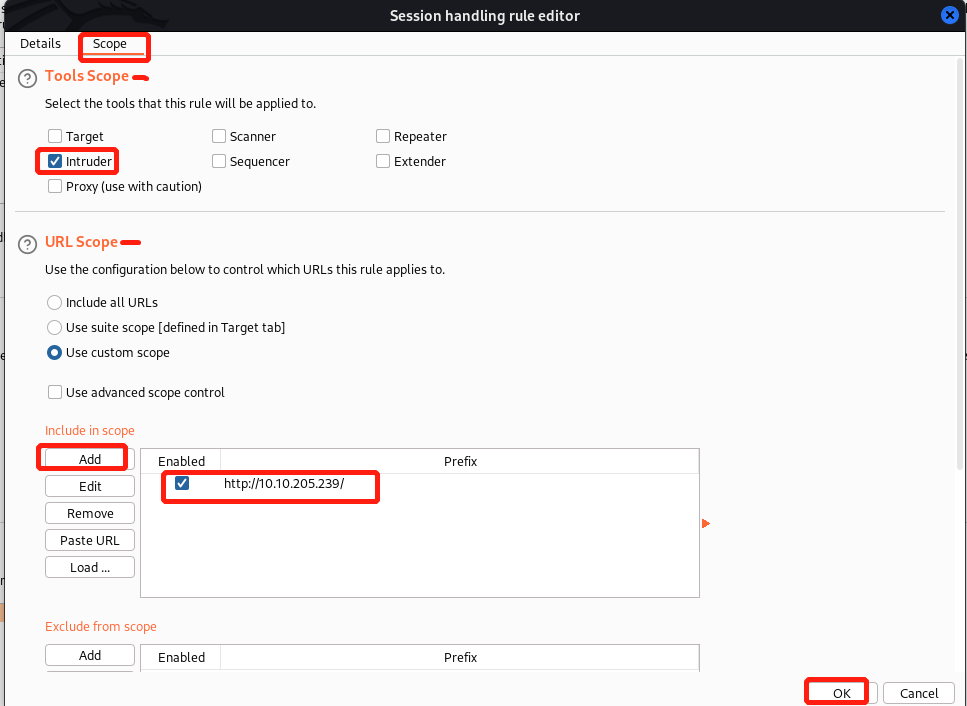 Session handling rule editor
Details Scope
Tools Scope
Select the tools that this rule will be applied to.
Target Scanner Repeater
Intruder Sequencer Extender
Proxy (use with caution)
URL Scope
Use the configuration below to control which URLs this rule applies to.
Include all URLs
Use suite scope [defined in Target tab]
Use custom scope
Use advanced scope control
Include in scope
Add Enabled Prefix
http://10.10.205.239/
Edit
Remove
Paste URL
Load ...
Exclude from scope
Add Enabled Prefix
OK Cancel